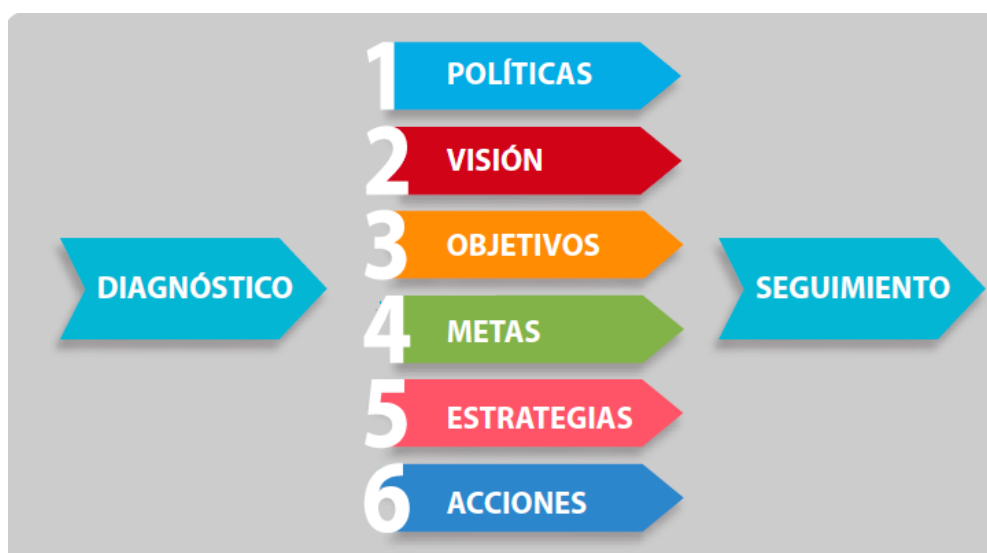 DIAGNÓSTICO
1 POLÍTICAS
2 VISIÓN
3 OBJETIVOS
4 METAS
5 ESTRATEGIAS
6 ACCIONES
SEGUIMIENTO